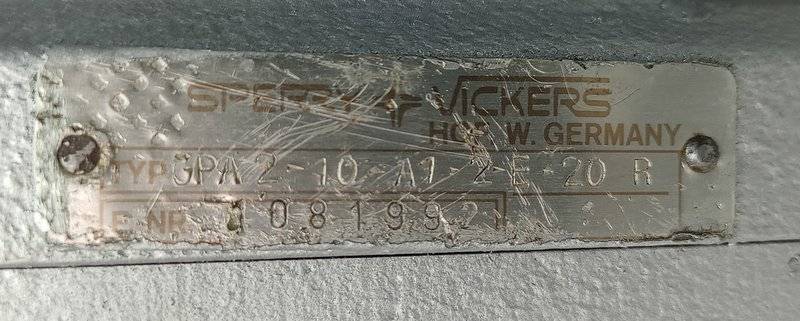 SPERRY VICKERS
HOF W. GERMANY
TYP GPA 2-10 A1-2-E-20 R
F-NR 1081992